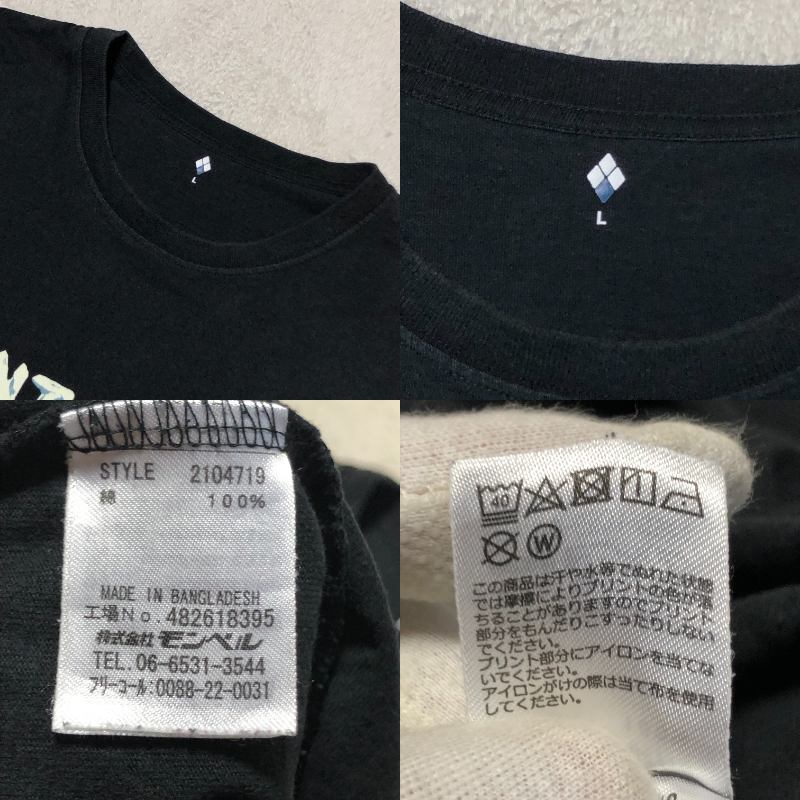 L
L
STYLE 2104719
綿 100%
MADE IN BANGLADESH
工場No. 482618395
株式会社 モンベル
TEL.06-6531-3544
フリーコール:0088-22-0031
40
W
この商品は汗や水等でぬれた状態
では摩擦によりプリントの色が落
ちることがありますのでプリント
部分をもんだりこすったりしない
でください。
プリント部分にアイロンを当てな
いでください。
アイロンがけの際は当て布を使用
してください。